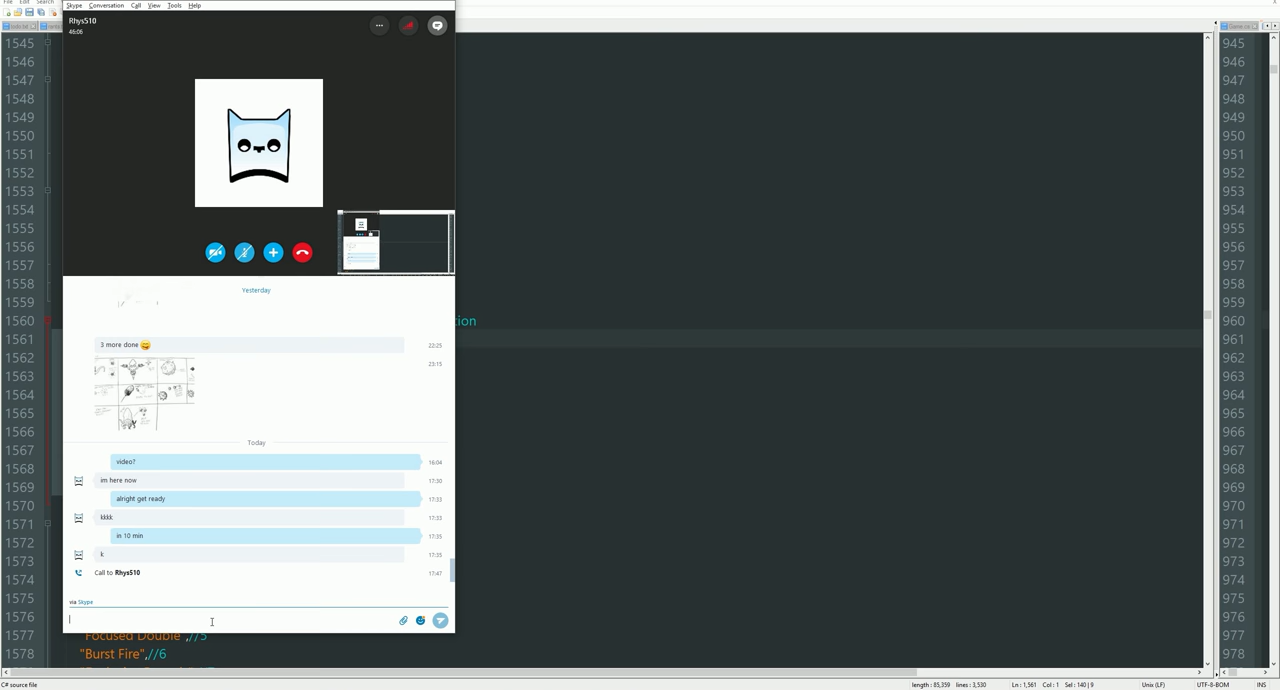 File Edit Search
Skype Conversation Call View Tools Help
Rhys510
46:06
Yesterday
3 more done 22:25
23:15
Today
video? 16:04
im here now 17:30
alright get ready 17:33
kkkk 17:33
in 10 min 17:35
k 17:35
Call to Rhys510 17:47
via Skype
1545 945
1546 946
1547 947
1548 948
1549 949
1550 950
1551 951
1552 952
1553 953
1554 954
1555 955
1556 956
1557 957
1558 958
1559 959
1560 tion 960
1561 961
1562 962
1563 963
1564 964
1565 965
1566 966
1567 967
1568 968
1569 969
1570 970
1571 971
1572 972
1573 973
1574 974
1575 975
1576 976
1577 "Focused Double",//5 977
1578 "Burst Fire",//6 978
C# source file length : 85,359 lines : 3,530 Ln : 1,561 Col : 1 Sel : 140 | 9 Unix (LF) UTF-8-BOM INS